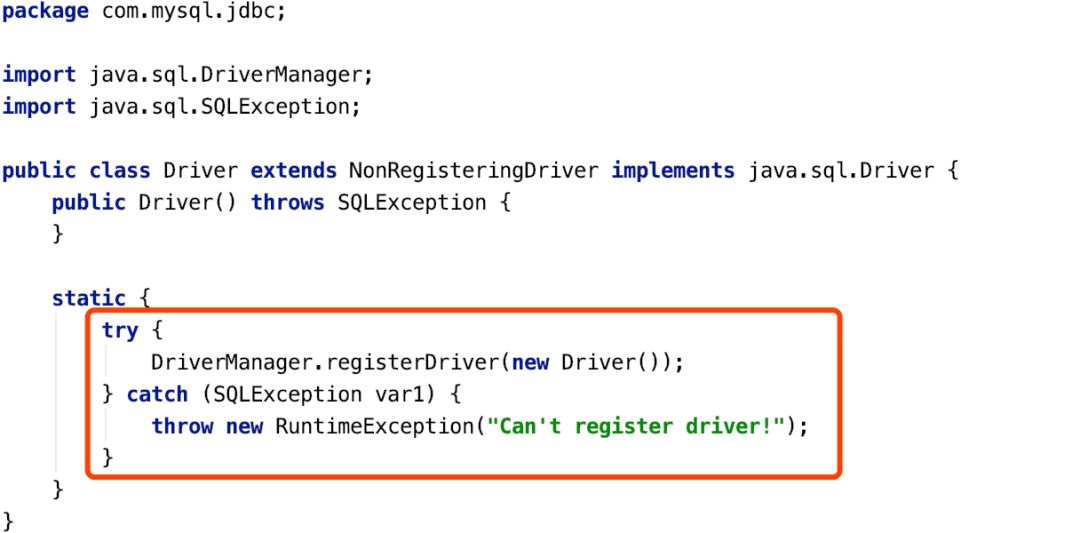 package com.mysql.jdbc;
import java.sql.DriverManager;
import java.sql.SQLException;
public class Driver extends NonRegisteringDriver implements java.sql.Driver {
    public Driver() throws SQLException {
    }
    static {
        try {
            DriverManager.registerDriver(new Driver());
        } catch (SQLException var1) {
            throw new RuntimeException("Can't register driver!");
        }
    }
}